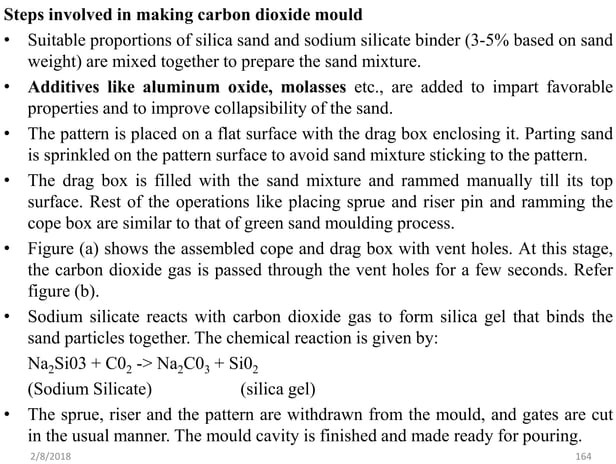 Steps involved in making carbon dioxide mould
• Suitable proportions of silica sand and sodium silicate binder (3-5% based on sand
weight) are mixed together to prepare the sand mixture.
• Additives like aluminum oxide, molasses etc., are added to impart favorable
properties and to improve collapsibility of the sand.
• The pattern is placed on a flat surface with the drag box enclosing it. Parting sand
is sprinkled on the pattern surface to avoid sand mixture sticking to the pattern.
• The drag box is filled with the sand mixture and rammed manually till its top
surface. Rest of the operations like placing sprue and riser pin and ramming the
cope box are similar to that of green sand moulding process.
• Figure (a) shows the assembled cope and drag box with vent holes. At this stage,
the carbon dioxide gas is passed through the vent holes for a few seconds. Refer
figure (b).
• Sodium silicate reacts with carbon dioxide gas to form silica gel that binds the
sand particles together. The chemical reaction is given by:
Na₂Si03 + C0₂ -> Na₂C0₃ + Si0₂
(Sodium Silicate) (silica gel)
• The sprue, riser and the pattern are withdrawn from the mould, and gates are cut
in the usual manner. The mould cavity is finished and made ready for pouring.
2/8/2018 164